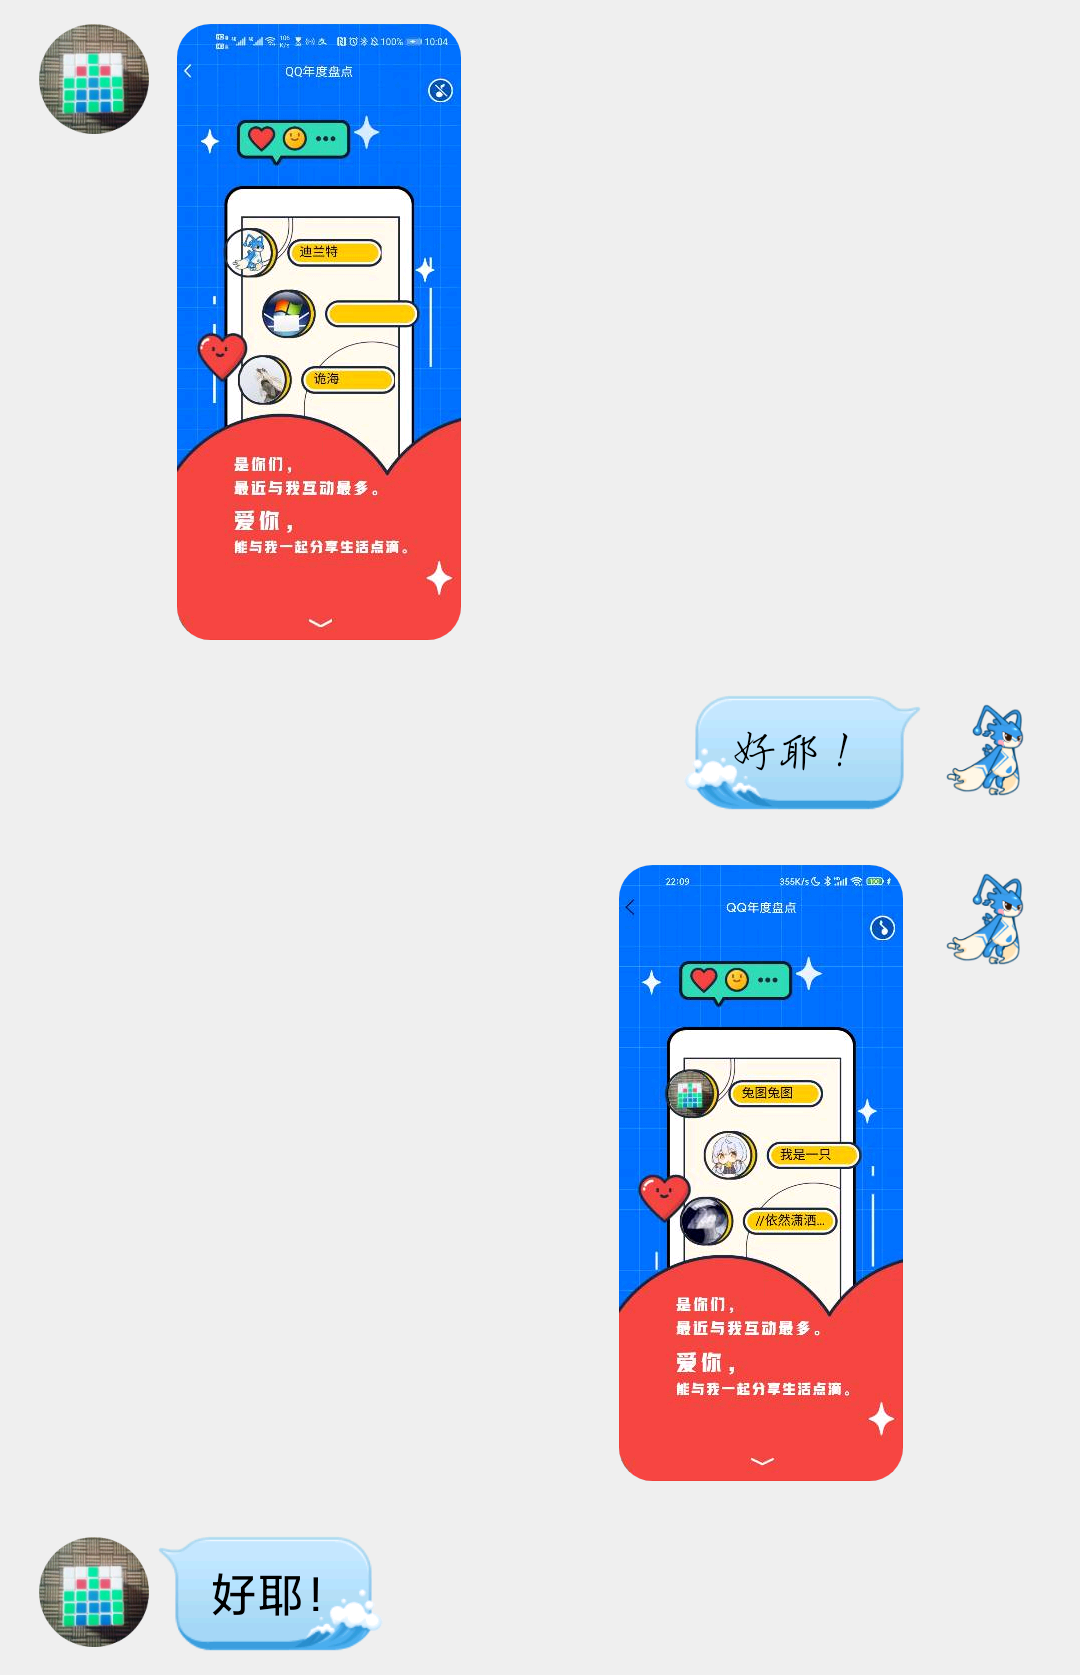 106
K/s
100%
10:04
QQ年度盘点
迪兰特
诡海
是你们，
最近与我互动最多。
爱你，
能与我一起分享生活点滴。
好耶！
22:09
355K/s
100
QQ年度盘点
兔图兔图
我是一只
//依然潇洒...
是你们，
最近与我互动最多。
爱你，
能与我一起分享生活点滴。
好耶！